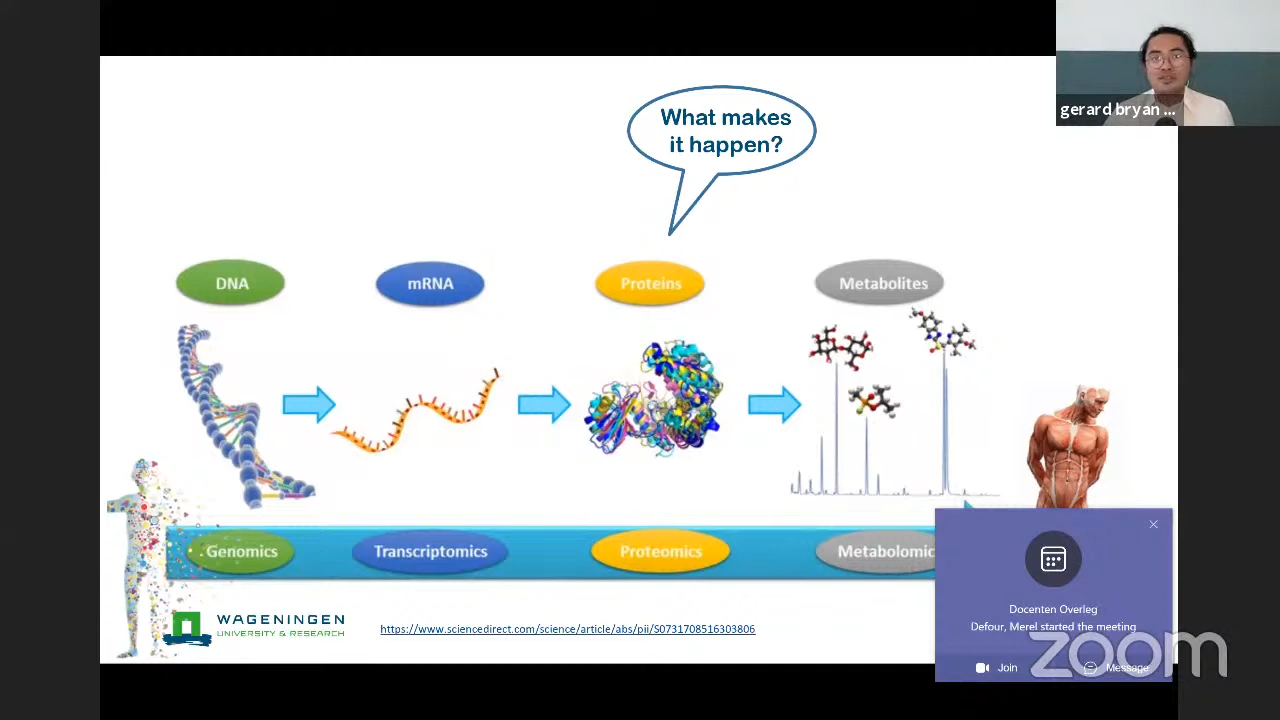 What makes
it happen?
gerard bryan ...
DNA
mRNA
Proteins
Metabolites
Genomics
Transcriptomics
Proteomics
Metabolomic
WAGENINGEN
UNIVERSITY & RESEARCH
https://www.sciencedirect.com/science/article/abs/pii/S0731708516303806
Docenten Overleg
Defour, Merel started the meeting
Join
Message
zoom